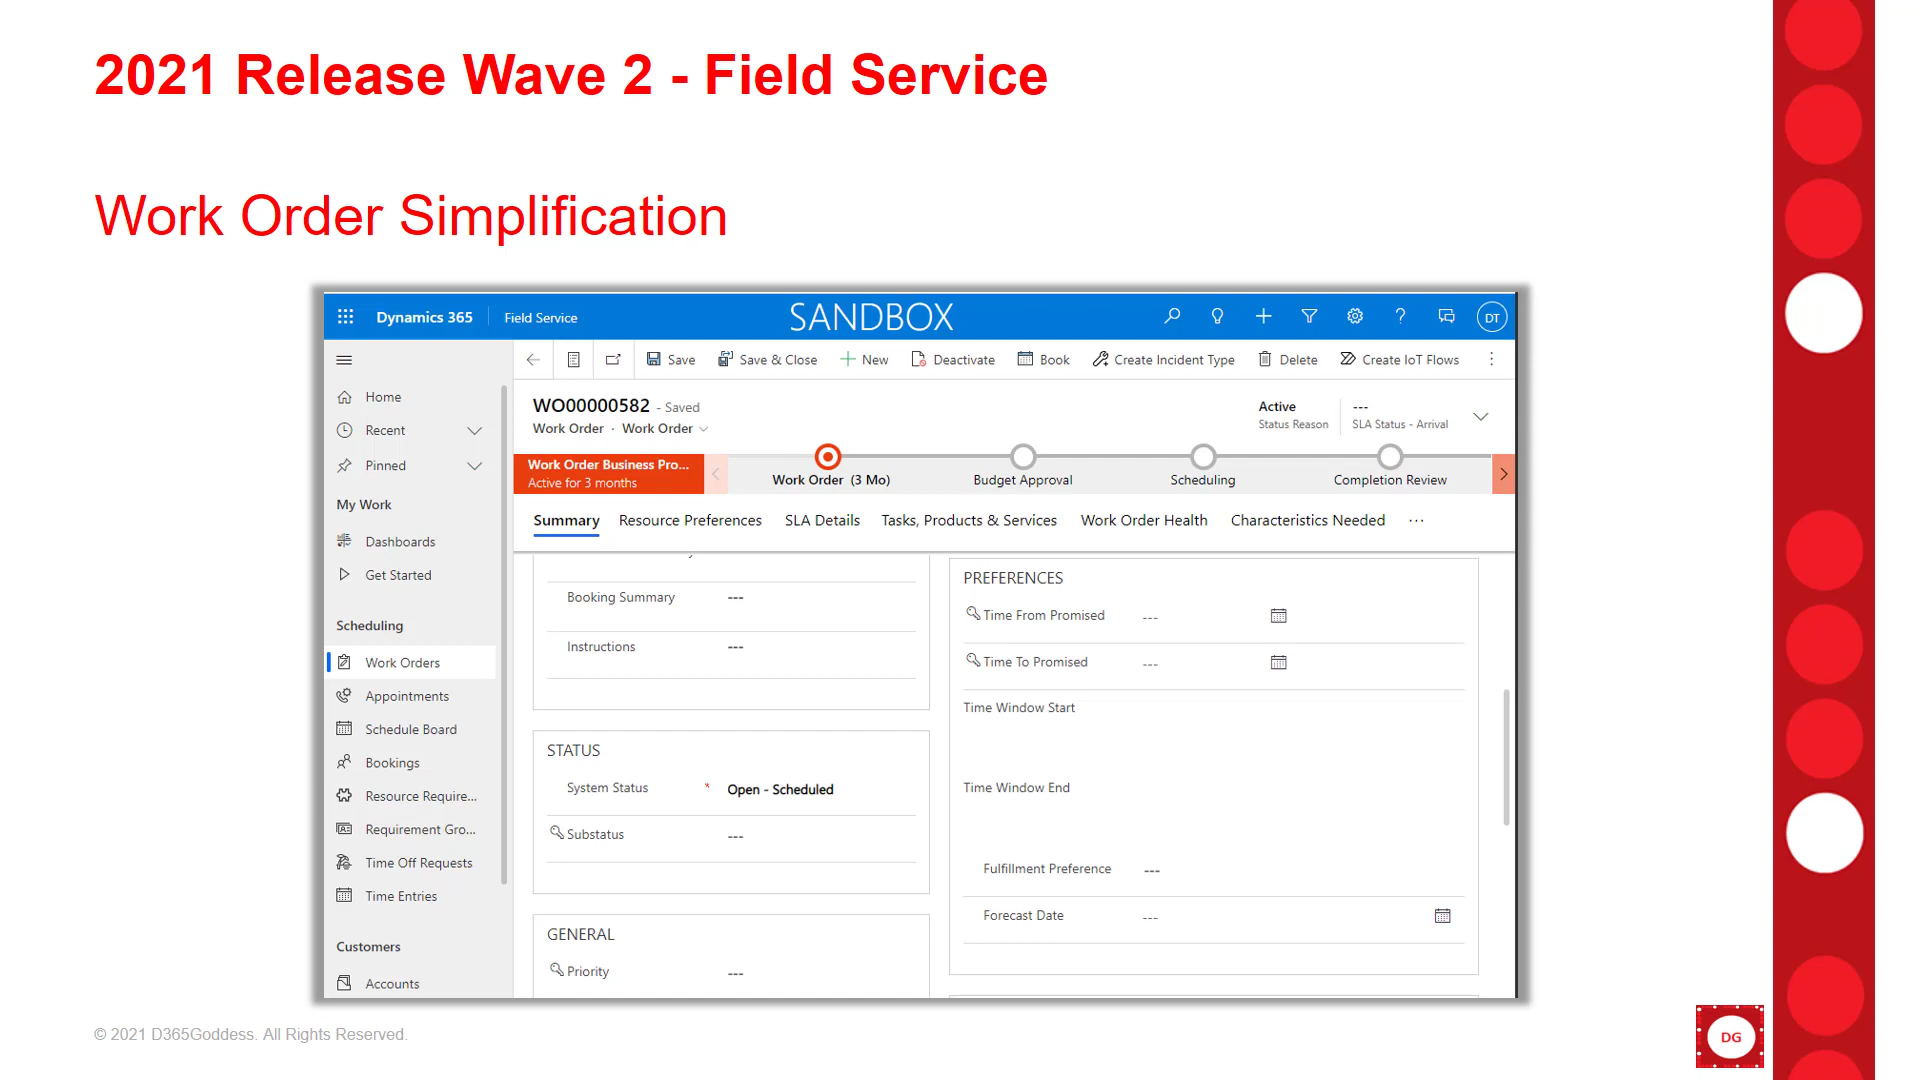 2021 Release Wave 2 - Field Service
Work Order Simplification
Dynamics 365
Field Service
SANDBOX
DT
Save
Save & Close
New
Deactivate
Book
Create Incident Type
Delete
Create IoT Flows
Home
Recent
Pinned
My Work
Dashboards
Get Started
Scheduling
Work Orders
Appointments
Schedule Board
Bookings
Resource Require...
Requirement Gro...
Time Off Requests
Time Entries
Customers
Accounts
WO00000582 - Saved
Work Order · Work Order
Active
Status Reason
---
SLA Status - Arrival
Work Order Business Pro...
Active for 3 months
Work Order (3 Mo)
Budget Approval
Scheduling
Completion Review
Summary
Resource Preferences
SLA Details
Tasks, Products & Services
Work Order Health
Characteristics Needed
...
Booking Summary ---
Instructions ---
STATUS
System Status * Open - Scheduled
Substatus ---
GENERAL
Priority ---
PREFERENCES
Time From Promised ---
Time To Promised ---
Time Window Start
Time Window End
Fulfillment Preference ---
Forecast Date ---
© 2021 D365Goddess. All Rights Reserved.
DG